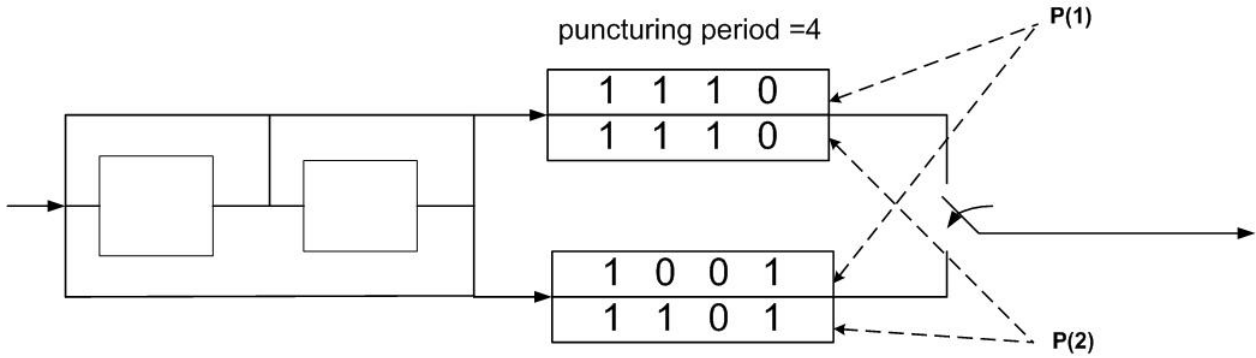 P(1)
puncturing period =4
1 1 1 0
1 1 1 0
1 0 0 1
1 1 0 1
P(2)